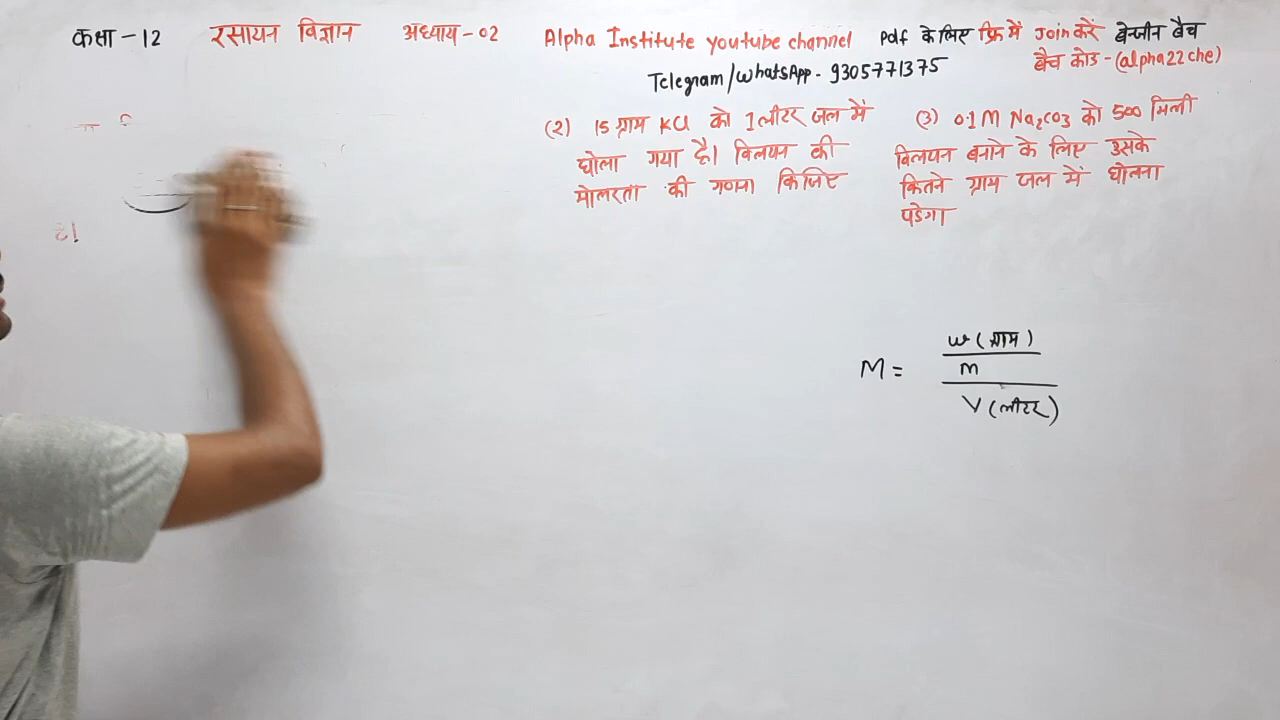 कक्षा - 12 रसायन विज्ञान अध्याय - 02 Alpha Institute youtube channel Pdf के लिए फ्रि में Join करें बेन्जीन बैच
Telegram/WhatsApp - 9305771375 बैच कोड - (alpha22che)
(2) 15 ग्राम KCl को 1 लीटर जल में
घोला गया है। विलयन की
मोलरता की गणना किजिए
(3) 0.1 M Na2CO3 को 500 मिली
विलयन बनाने के लिए उसके
कितने ग्राम जल में घोलना
पडेगा
w (ग्राम)
M = m
V (लीटर)